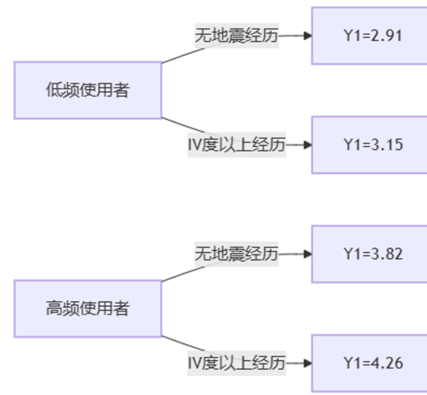 无地震经历
Y1=2.91
低频使用者
IV度以上经历
Y1=3.15
无地震经历
Y1=3.82
高频使用者
IV度以上经历
Y1=4.26